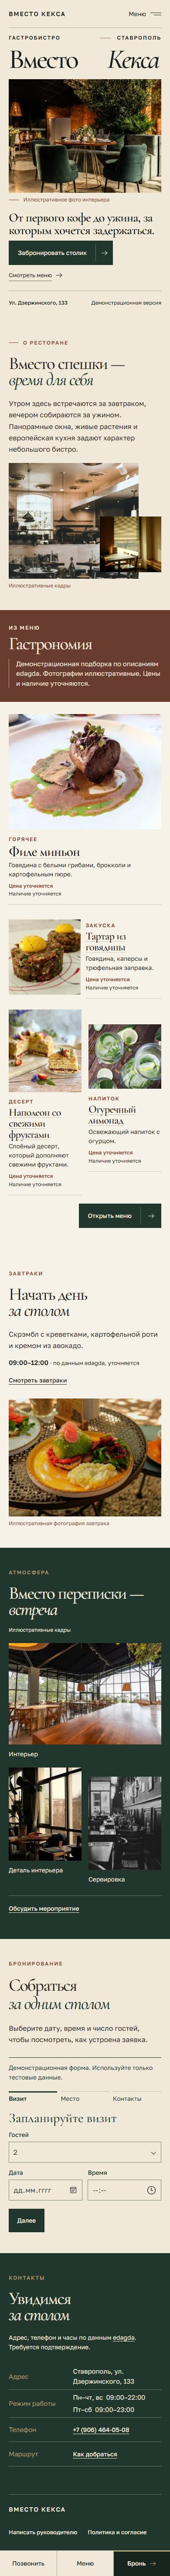 ВМЕСТО КЕКСА
Меню
ГАСТРОБИСТРО
СТАВРОПОЛЬ
Вместо Кекса
Иллюстративное фото интерьера
От первого кофе до ужина, за
которым хочется задержаться.
Забронировать столик →
Смотреть меню →
Ул. Дзержинского, 133
Демонстрационная версия
О РЕСТОРАНЕ
Вместо спешки —
время для себя
Утром здесь встречаются за завтраком,
вечером собираются за ужином.
Панорамные окна, живые растения и
европейская кухня задают характер
небольшого бистро.
Иллюстративные кадры
ИЗ МЕНЮ
Гастрономия
Демонстрационная подборка по описаниям
edagda. Фотографии иллюстративные. Цены
и наличие уточняются.
ГОРЯЧЕЕ
Филе миньон
Говядина с белыми грибами, брокколи и
картофельным пюре.
Цена уточняется
Наличие уточняется
ЗАКУСКА
Тартар из
говядины
Говядина, каперсы и
трюфельная заправка.
Цена уточняется
Наличие уточняется
ДЕСЕРТ
Наполеон со
свежими
фруктами
Слоёный десерт,
который дополняют
свежими фруктами.
Цена уточняется
Наличие уточняется
НАПИТОК
Огуречный
лимонад
Освежающий напиток с
огурцом.
Цена уточняется
Наличие уточняется
Открыть меню →
ЗАВТРАКИ
Начать день
за столом
Скрэмбл с креветками, картофельной роти
и кремом из авокадо.
09:00–12:00 · по данным edagda, уточняется
Смотреть завтраки
Иллюстративная фотография завтрака
АТМОСФЕРА
Вместо переписки —
встреча
Иллюстративные кадры
Интерьер
Деталь интерьера
Сервировка
Обсудить мероприятие
БРОНИРОВАНИЕ
Собраться
за одним столом
Выберите дату, время и число гостей,
чтобы посмотреть, как устроена заявка.
Демонстрационная форма. Используйте только
тестовые данные.
Визит
Место
Контакты
Запланируйте визит
Гостей
2
Дата
Время
дд.мм.гггг
--:--
Далее
КОНТАКТЫ
Увидимся
за столом
Адрес, телефон и часы по данным edagda.
Требуется подтверждение.
Адрес
Ставрополь, ул.
Дзержинского, 133
Режим работы
Пн–чт, вс 09:00–22:00
Пт–сб 09:00–23:00
Телефон
+7 (906) 464-05-08
Маршрут
Как добраться
ВМЕСТО КЕКСА
Написать руководителю
Политика и согласие
Позвонить
Меню
Бронь →